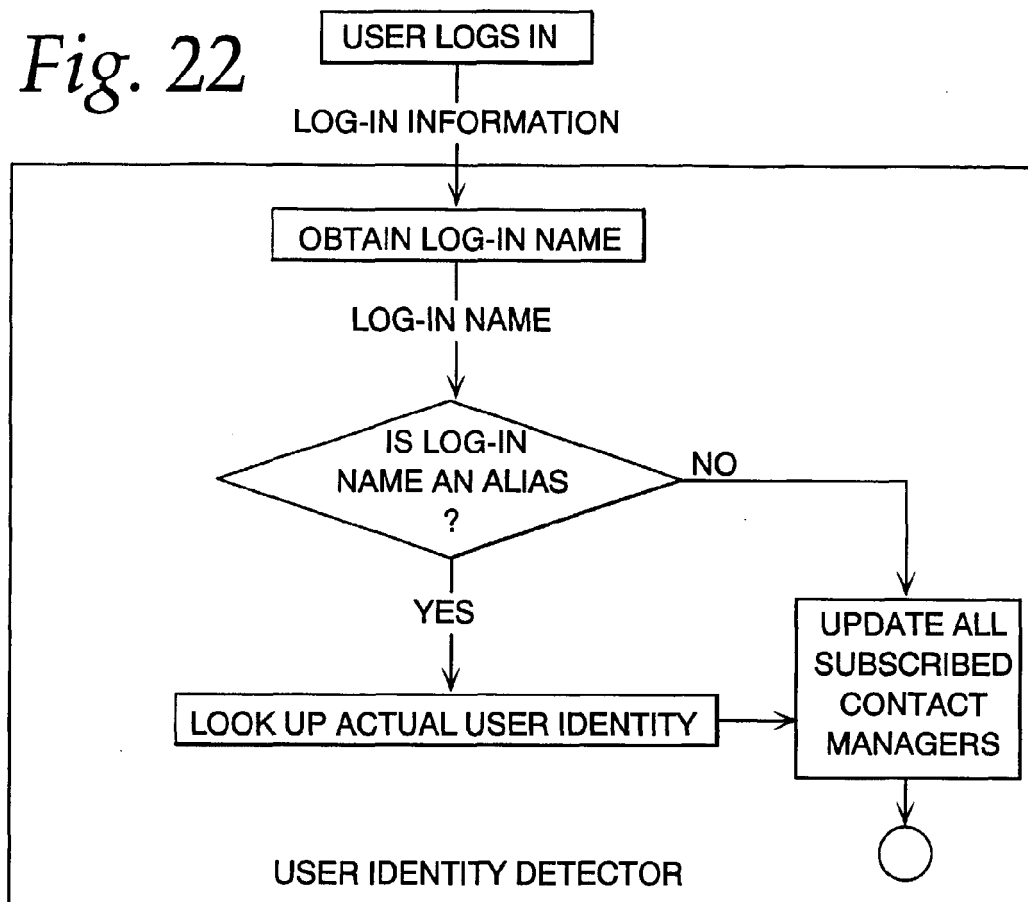 Fig. 22
USER LOGS IN
LOG-IN INFORMATION
OBTAIN LOG-IN NAME
LOG-IN NAME
IS LOG-IN
NAME AN ALIAS
?
NO
YES
LOOK UP ACTUAL USER IDENTITY
UPDATE ALL
SUBSCRIBED
CONTACT
MANAGERS
USER IDENTITY DETECTOR